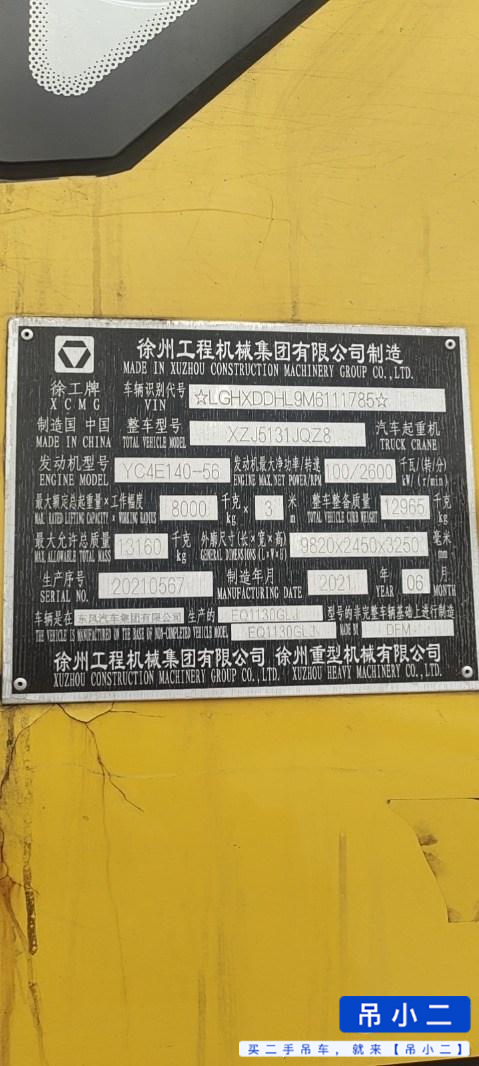 徐州工程机械集团有限公司制造
MADE IN XUZHOU CONSTRUCTION MACHINERY GROUP CO.,LTD.
徐工牌 车辆识别代号 ☆LGHXDDHL9M6111785☆
XCMG VIN
制造国 中国 整车型号 XZJ5131JQZ8 汽车起重机
MADE IN CHINA TOTAL VEHICLE MODEL TRUCK CRANE
发动机型号 YC4E140-56 发动机最大净功率/转速 100/2600 千瓦/(转/分)
ENGINE MODEL ENGINE MAX.NET POWER/RPM kW/(r/min)
最大额定总起重量×工作幅度 8000 千克 × 3 米 整车整备质量 12965 千克
MAX. RATED LIFTING CAPACITY × WORKING RADIUS kg m TOTAL VEHICLE CURB WEIGHT kg
最大允许总质量 13160 千克 外廓尺寸(长×宽×高) 9820x2450x3250 毫米
MAX ALLOWABLE TOTAL MASS kg GENERAL DIMENSIONS (L×W×H) mm
生产序号 20210567 制造年月 2021 年 06 月
SERIAL NO. MANUFACTURING DATE YEAR MONTH
车辆是在 东风汽车集团有限公司 生产的 EQ1130GLJ 型号的非完整车辆基础上进行制造
THE VEHICLE IS MANUFACTURED ON THE BASE OF NON-COMPLETED VEHICLE MODEL EQ1130GLJ MADE BY DFM
徐州工程机械集团有限公司 徐州重型机械有限公司
XUZHOU CONSTRUCTION MACHINERY GROUP CO.,LTD. XUZHOU HEAVY MACHINERY CO.,LTD.
吊小二
买二手吊车，就来【吊小二】